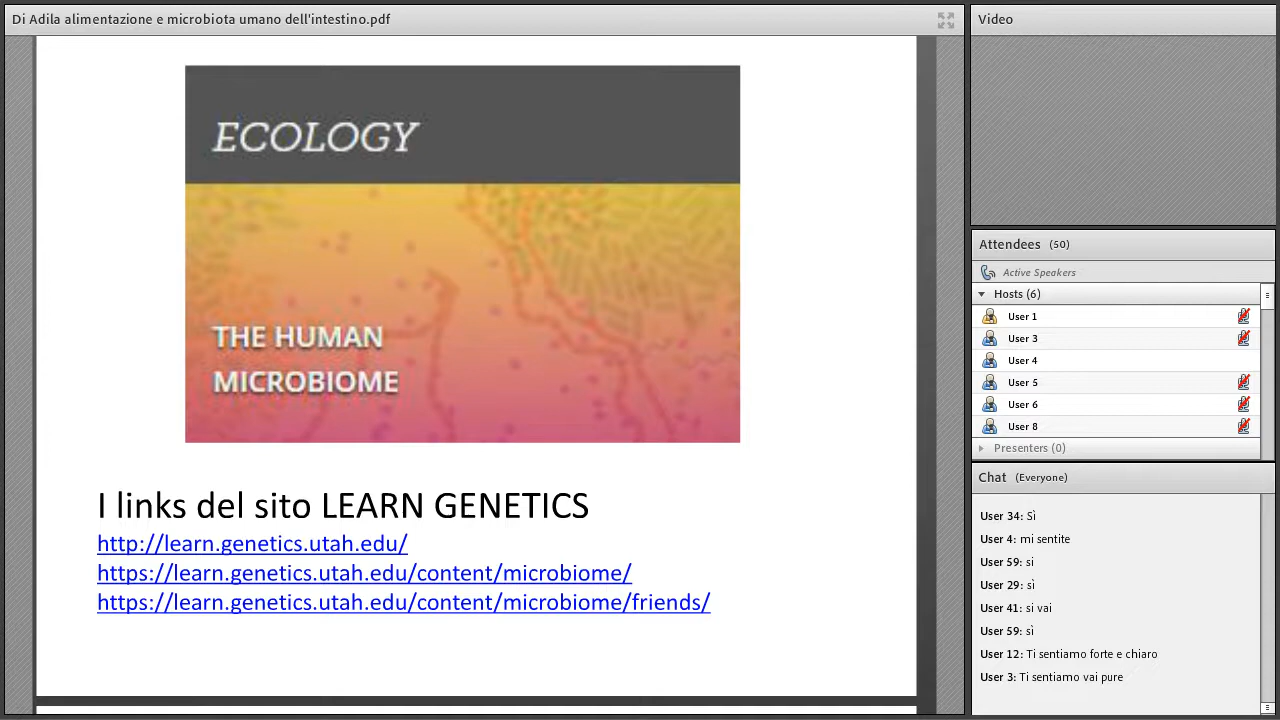 Di Adila alimentazione e microbiota umano dell'intestino.pdf
ECOLOGY
THE HUMAN
MICROBIOME
I links del sito LEARN GENETICS
http://learn.genetics.utah.edu/
https://learn.genetics.utah.edu/content/microbiome/
https://learn.genetics.utah.edu/content/microbiome/friends/
Video
Attendees (50)
Active Speakers
Hosts (6)
User 1
User 3
User 4
User 5
User 6
User 8
Presenters (0)
Chat (Everyone)
User 34: Sì
User 4: mi sentite
User 59: si
User 29: sì
User 41: si vai
User 59: sì
User 12: Ti sentiamo forte e chiaro
User 3: Ti sentiamo vai pure